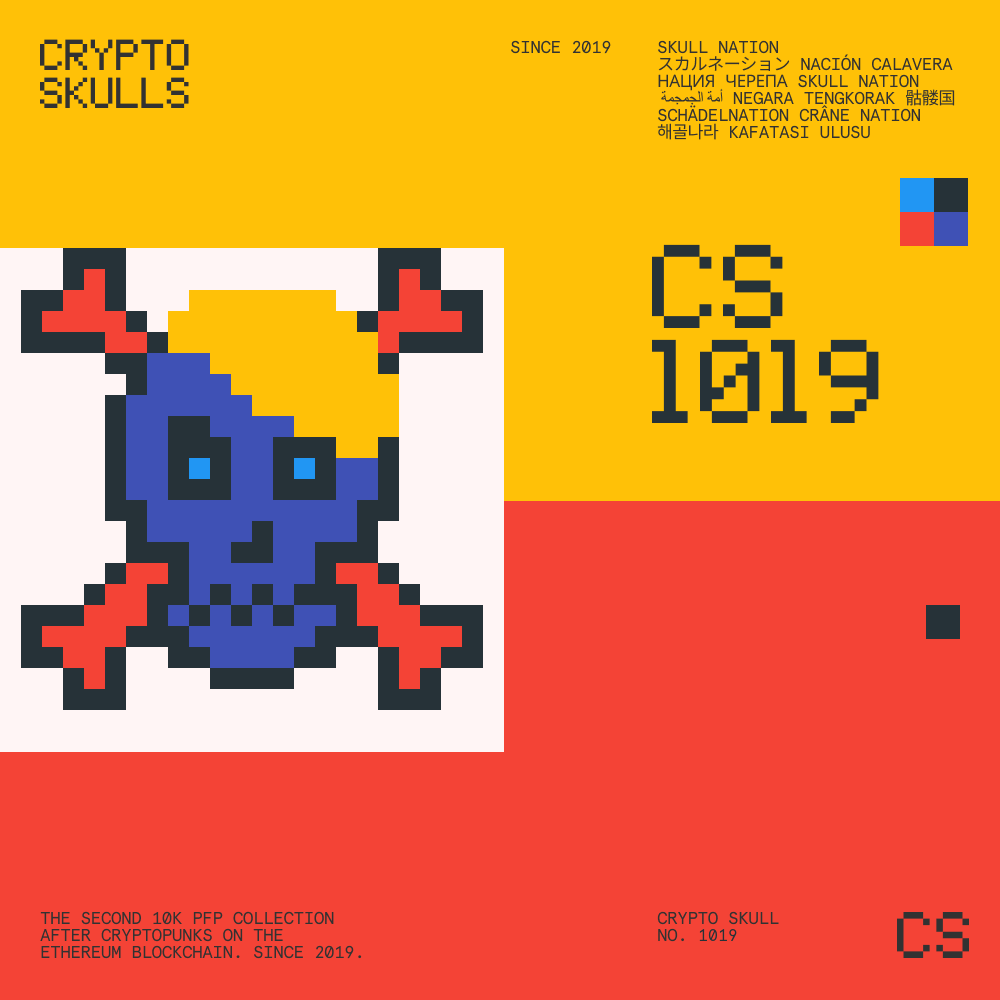 CRYPTO
SKULLS
SINCE 2019
SKULL NATION
スカルネーション NACIÓN CALAVERA
НАЦИЯ ЧЕРЕПА SKULL NATION
أمة الجمجمة NEGARA TENGKORAK 骷髅国
SCHÄDELNATION CRÂNE NATION
해골나라 KAFATASI ULUSU
CS
1019
THE SECOND 10K PFP COLLECTION
AFTER CRYPTOPUNKS ON THE
ETHEREUM BLOCKCHAIN. SINCE 2019.
CRYPTO SKULL
NO. 1019
CS